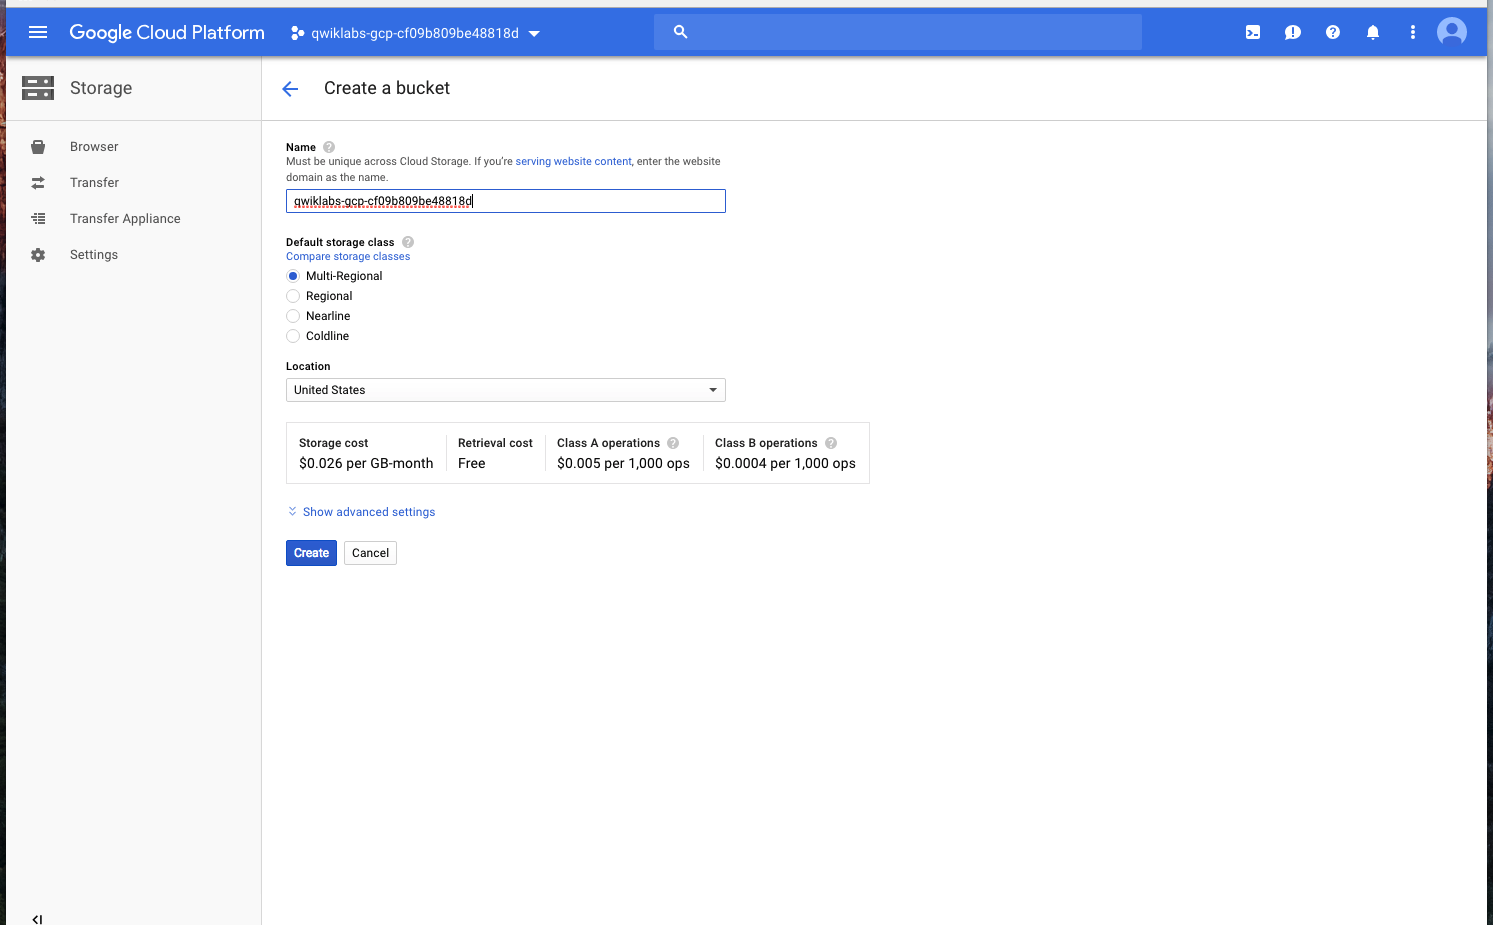 Google Cloud Platform
qwiklabs-gcp-cf09b809be48818d
Storage
Create a bucket
Browser
Transfer
Transfer Appliance
Settings
Name
Must be unique across Cloud Storage. If you're serving website content, enter the website
domain as the name.
qwiklabs-gcp-cf09b809be48818d
Default storage class
Compare storage classes
Multi-Regional
Regional
Nearline
Coldline
Location
United States
Storage cost
$0.026 per GB-month
Retrieval cost
Free
Class A operations
$0.005 per 1,000 ops
Class B operations
$0.0004 per 1,000 ops
Show advanced settings
Create
Cancel